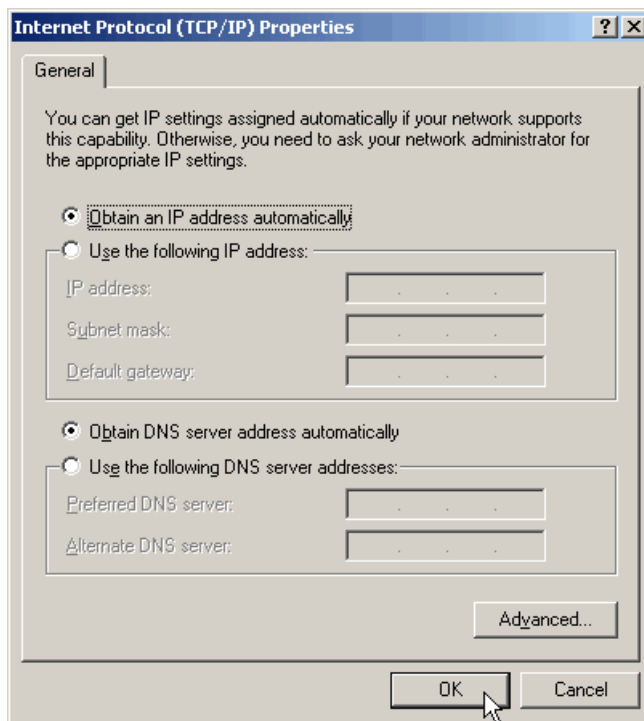 Internet Protocol (TCP/IP) Properties
General
You can get IP settings assigned automatically if your network supports
this capability. Otherwise, you need to ask your network administrator for
the appropriate IP settings.
Obtain an IP address automatically
Use the following IP address:
IP address:
Subnet mask:
Default gateway:
Obtain DNS server address automatically
Use the following DNS server addresses:
Preferred DNS server:
Alternate DNS server:
Advanced...
OK
Cancel